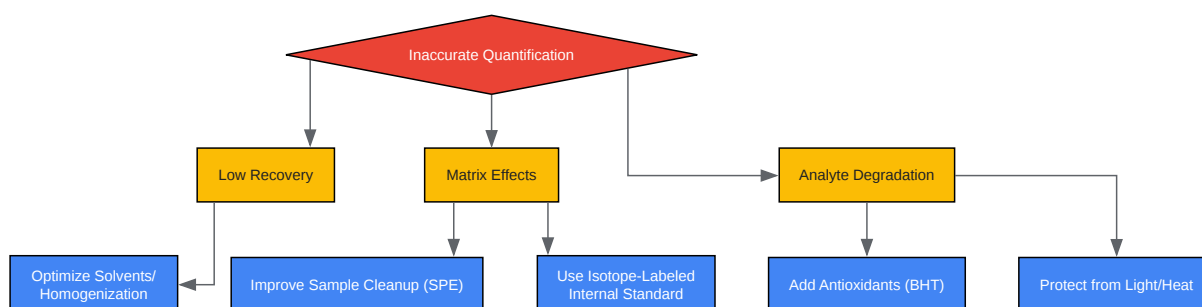 Inaccurate Quantification
Low Recovery
Matrix Effects
Analyte Degradation
Optimize Solvents/
Homogenization
Improve Sample Cleanup (SPE)
Use Isotope-Labeled
Internal Standard
Add Antioxidants (BHT)
Protect from Light/Heat